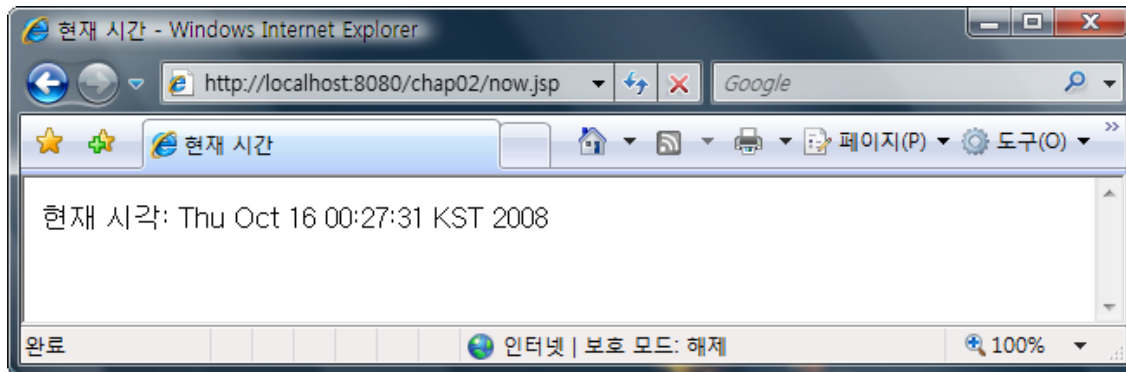 현재 시간 - Windows Internet Explorer
http://localhost:8080/chap02/now.jsp
Google
현재 시간
페이지(P)
도구(O)
현재 시각: Thu Oct 16 00:27:31 KST 2008
완료
인터넷 | 보호 모드: 해제
100%